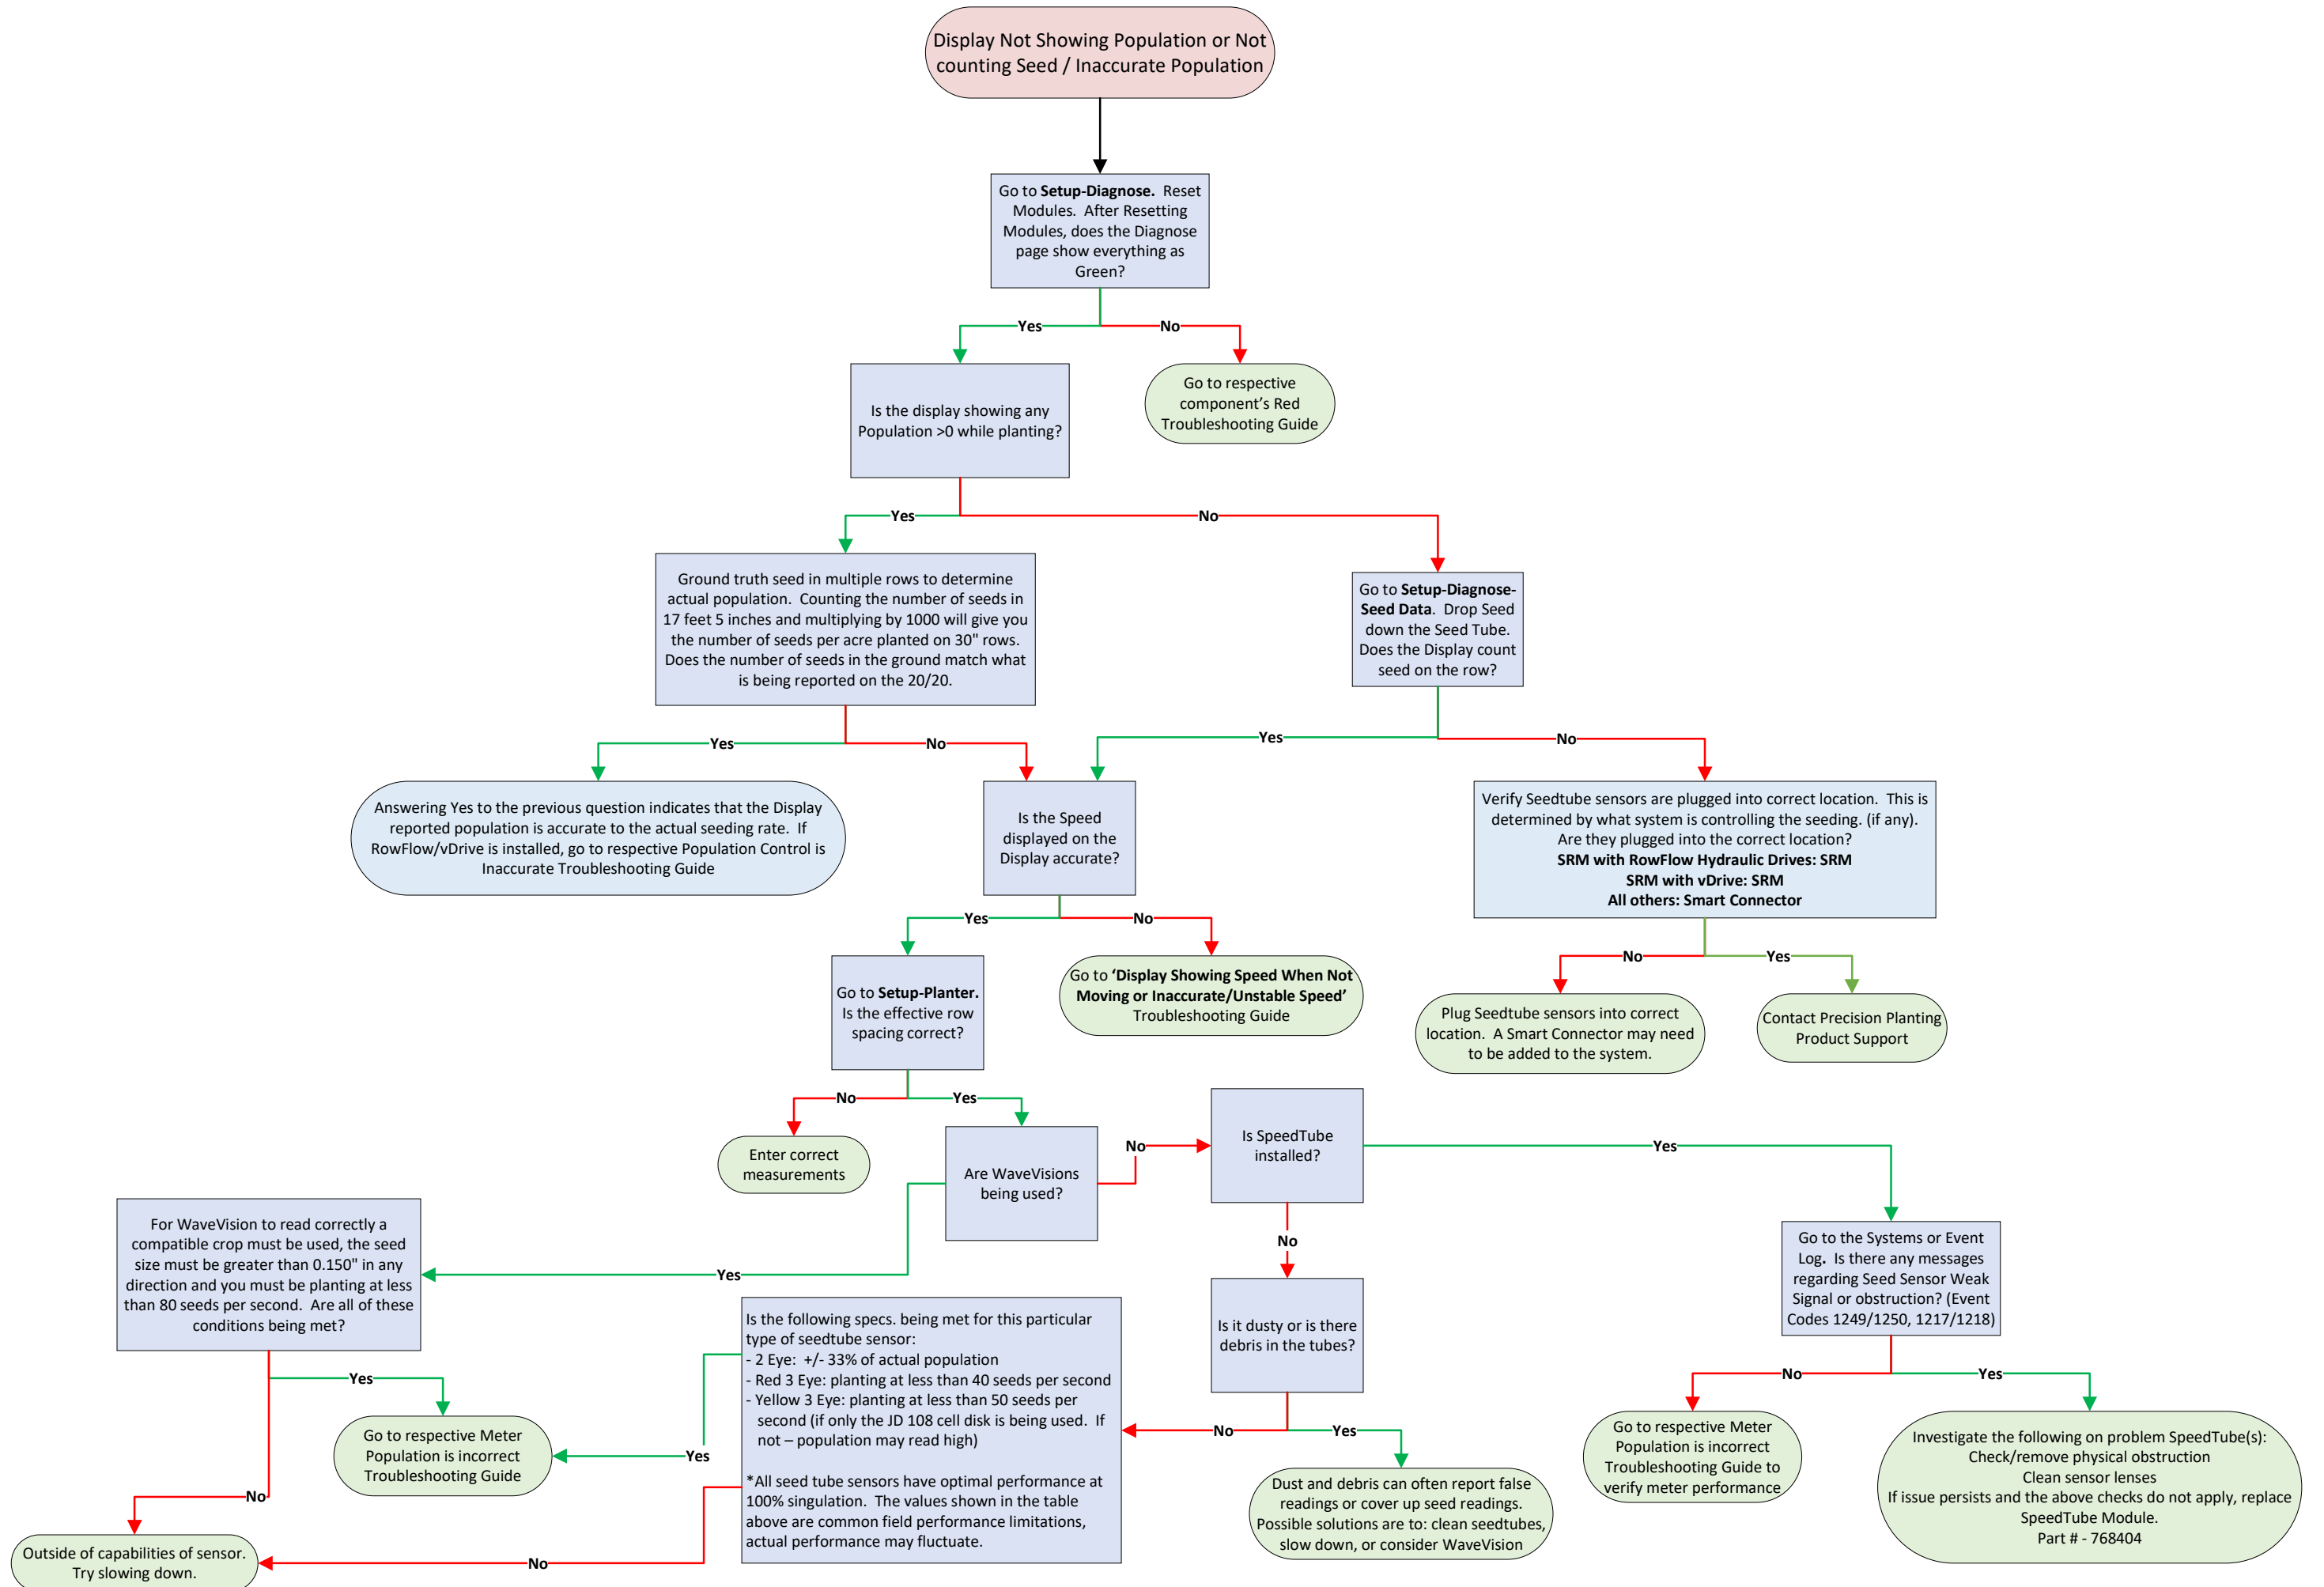 Display Not Showing Population or Not
counting Seed / Inaccurate Population
Go to Setup-Diagnose.  Reset
Modules.  After Resetting
Modules, does the Diagnose
page show everything as
Green?
Yes
No
Is the display showing any
Population >0 while planting?
Go to respective
component’s Red
Troubleshooting Guide
Yes
No
Ground truth seed in multiple rows to determine
actual population.  Counting the number of seeds in
17 feet 5 inches and multiplying by 1000 will give you
the number of seeds per acre planted on 30" rows.
Does the number of seeds in the ground match what
is being reported on the 20/20.
Go to Setup-Diagnose-
Seed Data.  Drop Seed
down the Seed Tube.
Does the Display count
seed on the row?
Yes
No
Yes
No
Answering Yes to the previous question indicates that the Display
reported population is accurate to the actual seeding rate.  If
RowFlow/vDrive is installed, go to respective Population Control is
Inaccurate Troubleshooting Guide
Is the Speed
displayed on the
Display accurate?
Verify Seedtube sensors are plugged into correct location.  This is
determined by what system is controlling the seeding. (if any).
Are they plugged into the correct location?
SRM with RowFlow Hydraulic Drives: SRM
SRM with vDrive: SRM
All others: Smart Connector
Yes
No
No
Yes
Go to Setup-Planter.
Is the effective row
spacing correct?
Go to ‘Display Showing Speed When Not
Moving or Inaccurate/Unstable Speed’
Troubleshooting Guide
Plug Seedtube sensors into correct
location.  A Smart Connector may need
to be added to the system.
Contact Precision Planting
Product Support
No
Yes
Enter correct
measurements
Are WaveVisions
being used?
No
Is SpeedTube
installed?
Yes
Yes
No
For WaveVision to read correctly a
compatible crop must be used, the seed
size must be greater than 0.150" in any
direction and you must be planting at less
than 80 seeds per second.  Are all of these
conditions being met?
Go to the Systems or Event
Log.  Is there any messages
regarding Seed Sensor Weak
Signal or obstruction? (Event
Codes 1249/1250, 1217/1218)
Is it dusty or is there
debris in the tubes?
Is the following specs. being met for this particular
type of seedtube sensor:
- 2 Eye:  +/- 33% of actual population
- Red 3 Eye: planting at less than 40 seeds per second
- Yellow 3 Eye: planting at less than 50 seeds per
second (if only the JD 108 cell disk is being used.  If
not – population may read high)
*All seed tube sensors have optimal performance at
100% singulation.  The values shown in the table
above are common field performance limitations,
actual performance may fluctuate.
Yes
No
No
Yes
No
Yes
Yes
No
Go to respective Meter
Population is incorrect
Troubleshooting Guide
Dust and debris can often report false
readings or cover up seed readings.
Possible solutions are to: clean seedtubes,
slow down, or consider WaveVision
Go to respective Meter
Population is incorrect
Troubleshooting Guide to
verify meter performance
Investigate the following on problem SpeedTube(s):
Check/remove physical obstruction
Clean sensor lenses
If issue persists and the above checks do not apply, replace
SpeedTube Module.
Part # - 768404
Outside of capabilities of sensor.
Try slowing down.
No